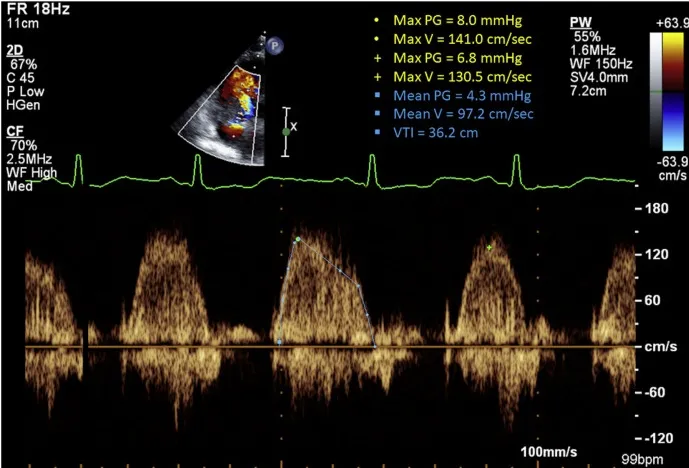 FR 18Hz
11cm
2D
67%
C 45
P Low
HGen
CF
70%
2.5MHz
WF High
Med
P
X
Max PG = 8.0 mmHg
Max V = 141.0 cm/sec
Max PG = 6.8 mmHg
Max V = 130.5 cm/sec
Mean PG = 4.3 mmHg
Mean V = 97.2 cm/sec
VTI = 36.2 cm
PW
55%
1.6MHz
WF 150Hz
SV4.0mm
7.2cm
+63.9
-63.9
cm/s
180
120
60
cm/s
-60
-120
100mm/s
99bpm